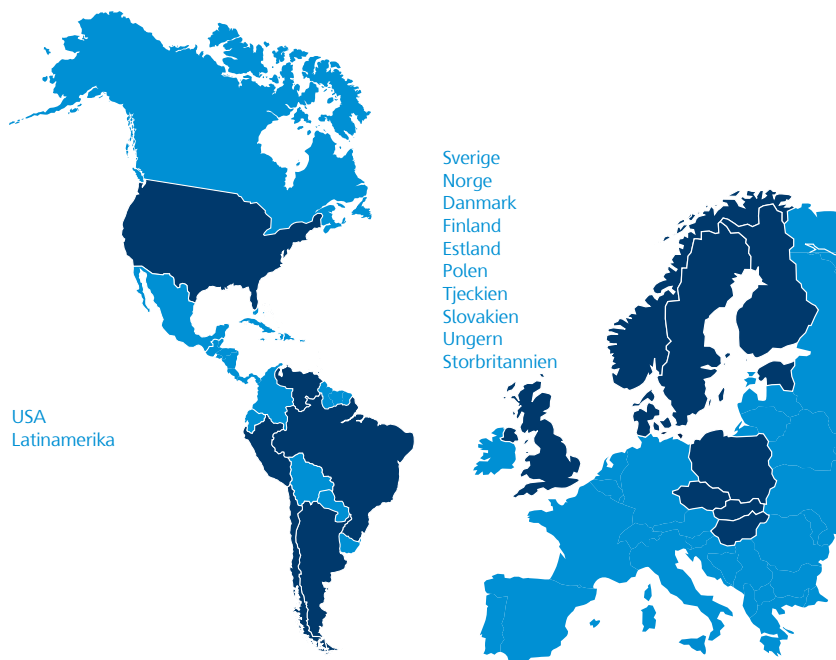 Sverige
Norge
Danmark
Finland
Estland
Polen
Tjeckien
Slovakien
Ungern
Storbritannien
USA
Latinamerika